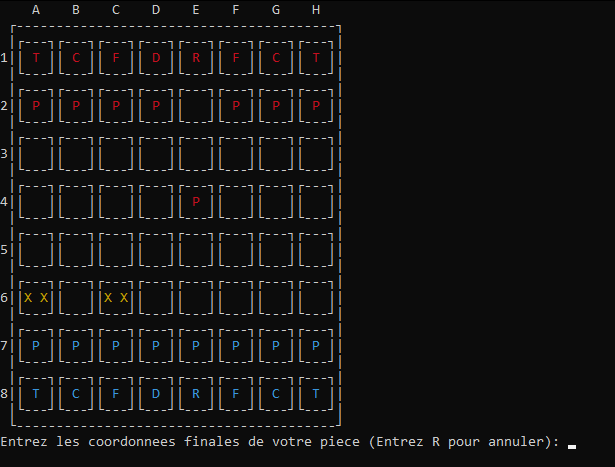 A B C D E F G H
1 T C F D R F C T
2 P P P P P P P
3
4 P
5
6 X X X X
7 P P P P P P P P
8 T C F D R F C T
Entrez les coordonnees finales de votre piece (Entrez R pour annuler):